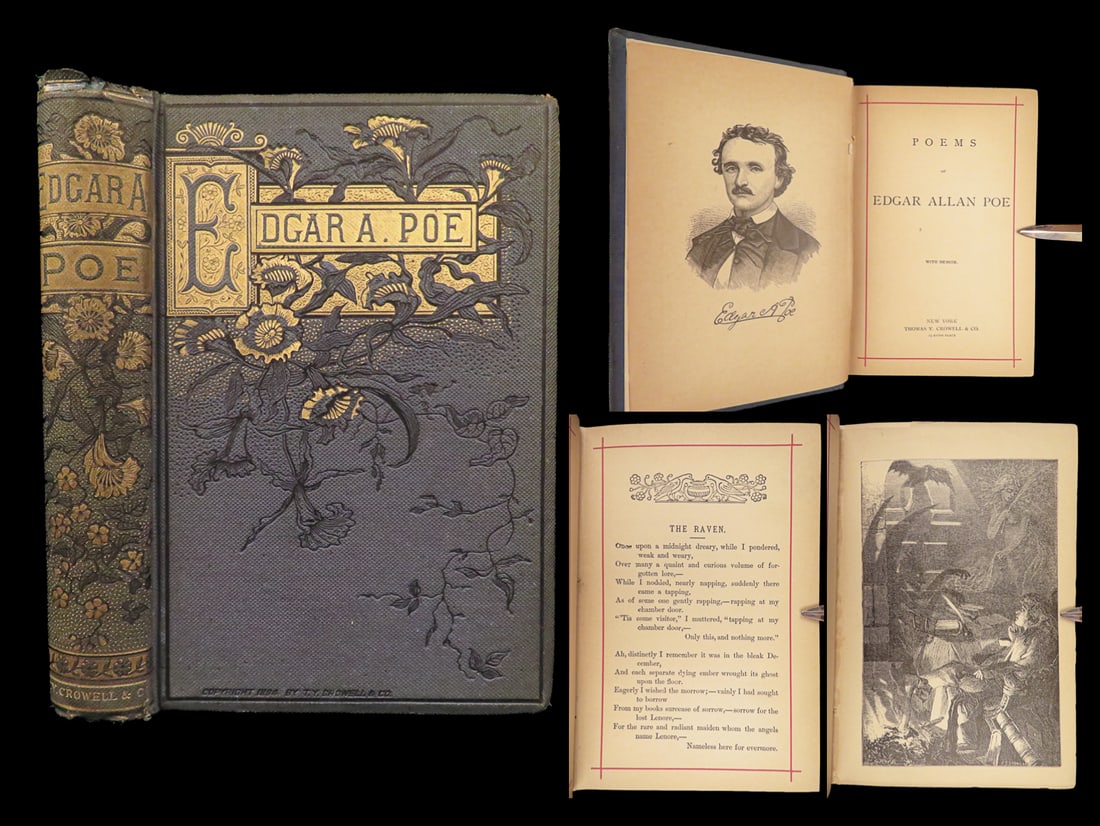 EDGAR A.
POE
T. Y. CROWELL & C
EDGAR A. POE
COPYRIGHT 1884 BY T.Y. CROWELL & CO.
Edgar A Poe
POEMS
OF
EDGAR ALLAN POE
WITH MEMOIR.
NEW YORK
THOMAS Y. CROWELL & CO.
13 ASTOR PLACE
THE RAVEN.
Once upon a midnight dreary, while I pondered,
weak and weary,
Over many a quaint and curious volume of for-
gotten lore,—
While I nodded, nearly napping, suddenly there
came a tapping,
As of some one gently rapping,—rapping at my
chamber door.
"'Tis some visitor," I muttered, "tapping at my
chamber door,—
Only this, and nothing more."
Ah, distinctly I remember it was in the bleak De-
cember,
And each separate dying ember wrought its ghost
upon the floor.
Eagerly I wished the morrow;—vainly I had sought
to borrow
From my books surcease of sorrow,—sorrow for the
lost Lenore,—
For the rare and radiant maiden whom the angels
name Lenore,—
Nameless here for evermore.